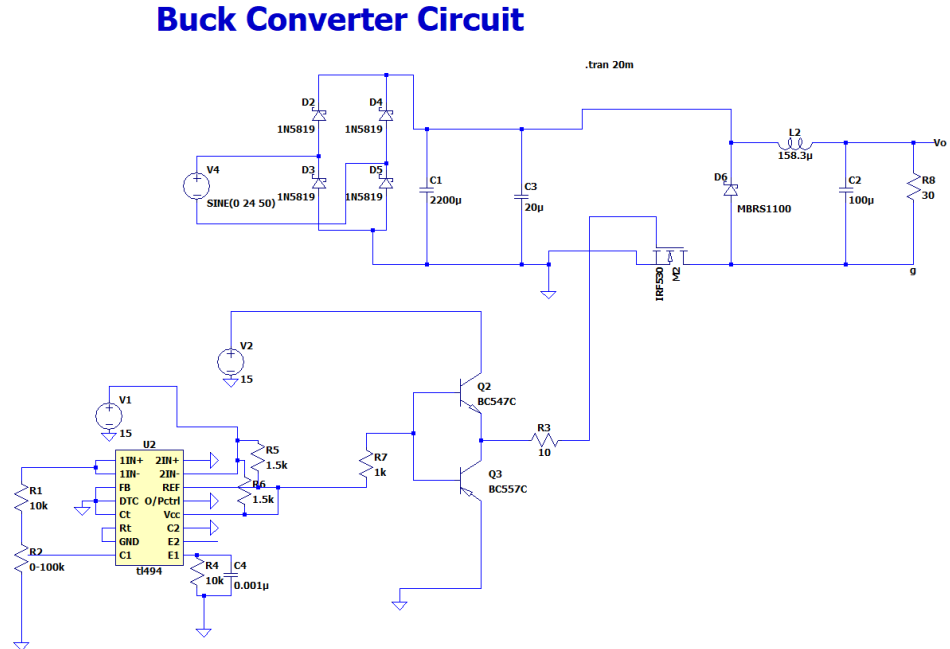 Buck Converter Circuit
.tran 20m
D2
1N5819
D4
1N5819
D3
1N5819
D5
1N5819
V4
SINE(0 24 50)
C1
2200µ
C3
20µ
D6
MBRS1100
L2
158.3µ
C2
100µ
Vo
R8
30
g
IRF530
M2
V2
15
V1
15
Q2
BC547C
Q3
BC557C
R3
10
R7
1k
R5
1.5k
R6
1.5k
U2
1IN+ 2IN+
1IN- 2IN-
FB REF
DTC O/Pctrl
Ct Vcc
Rt C2
GND E2
C1 E1
tl494
R1
10k
R2
0-100k
R4
10k
C4
0.001µ